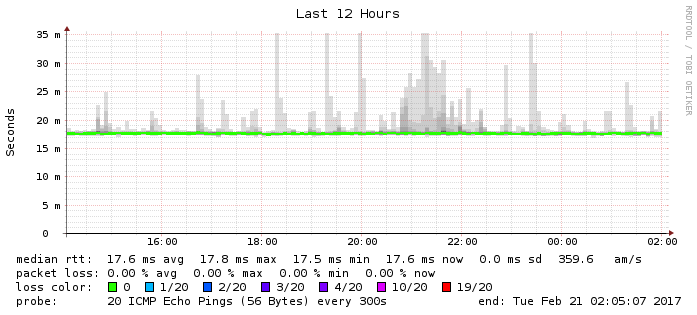 Last 12 Hours
RRDTOOL / TOBI OETIKER
Seconds
35 m
30 m
25 m
20 m
15 m
10 m
5 m
0
16:00 18:00 20:00 22:00 00:00 02:00
median rtt: 17.6 ms avg 17.8 ms max 17.5 ms min 17.6 ms now 0.0 ms sd 359.6 am/s
packet loss: 0.00 % avg 0.00 % max 0.00 % min 0.00 % now
loss color: 0 1/20 2/20 3/20 4/20 10/20 19/20
probe: 20 ICMP Echo Pings (56 Bytes) every 300s end: Tue Feb 21 02:05:07 2017